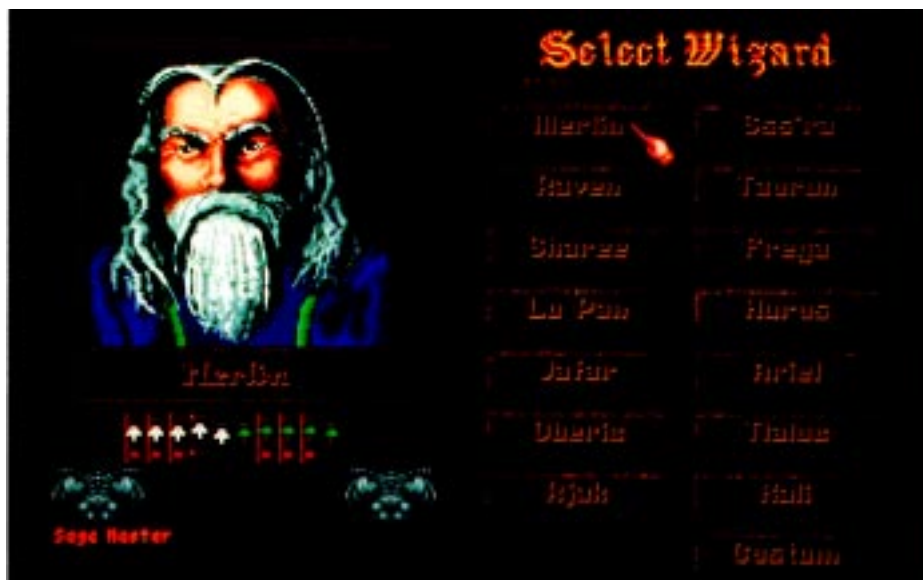 Select Wizard
Merlin
Sss'ra
Raven
Tauron
Sharee
Freya
Lo Pan
Horus
Jafar
Ariel
Oberic
Tlaloc
Rjak
Kali
Custom
Merlin
Sage Master